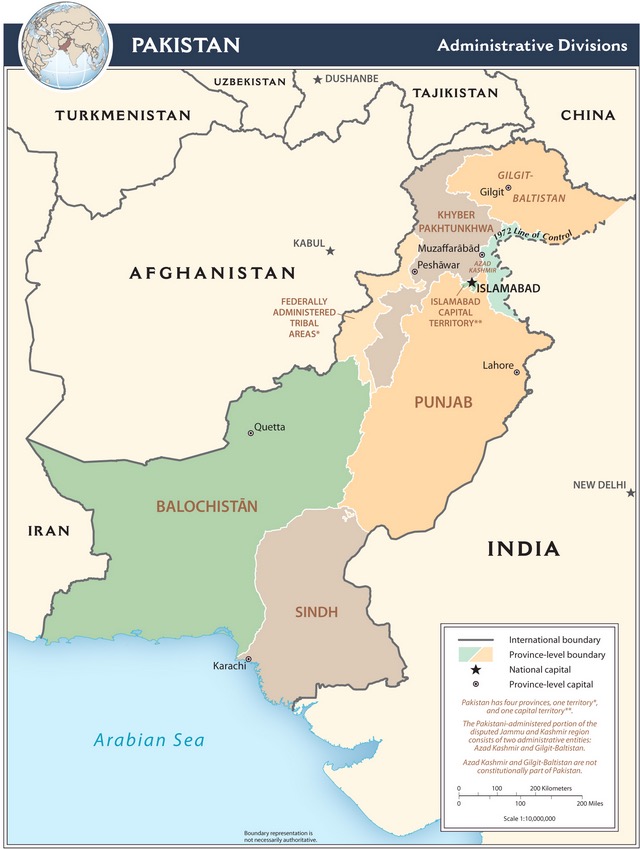 PAKISTAN
Administrative Divisions
UZBEKISTAN
DUSHANBE
TAJIKISTAN
TURKMENISTAN
CHINA
GILGIT-
BALTISTAN
Gilgit
KHYBER
PAKHTUNKHWA
1972 Line of Control
Muzaffarābād
KABUL
AZAD
KASHMIR
Peshāwar
AFGHANISTAN
ISLAMABAD
FEDERALLY
ADMINISTERED
TRIBAL
AREAS*
ISLAMABAD
CAPITAL
TERRITORY**
Lahore
PUNJAB
Quetta
NEW DELHI
BALOCHISTĀN
IRAN
INDIA
SINDH
Karachi
Arabian Sea
International boundary
Province-level boundary
National capital
Province-level capital
Pakistan has four provinces, one territory*,
and one capital territory**.
The Pakistani-administered portion of the
disputed Jammu and Kashmir region
consists of two administrative entities:
Azad Kashmir and Gilgit-Baltistan.
Azad Kashmir and Gilgit-Baltistan are not
constitutionally part of Pakistan.
0 100 200 Kilometers
0 100 200 Miles
Scale 1:10,000,000
Boundary representation is
not necessarily authoritative.